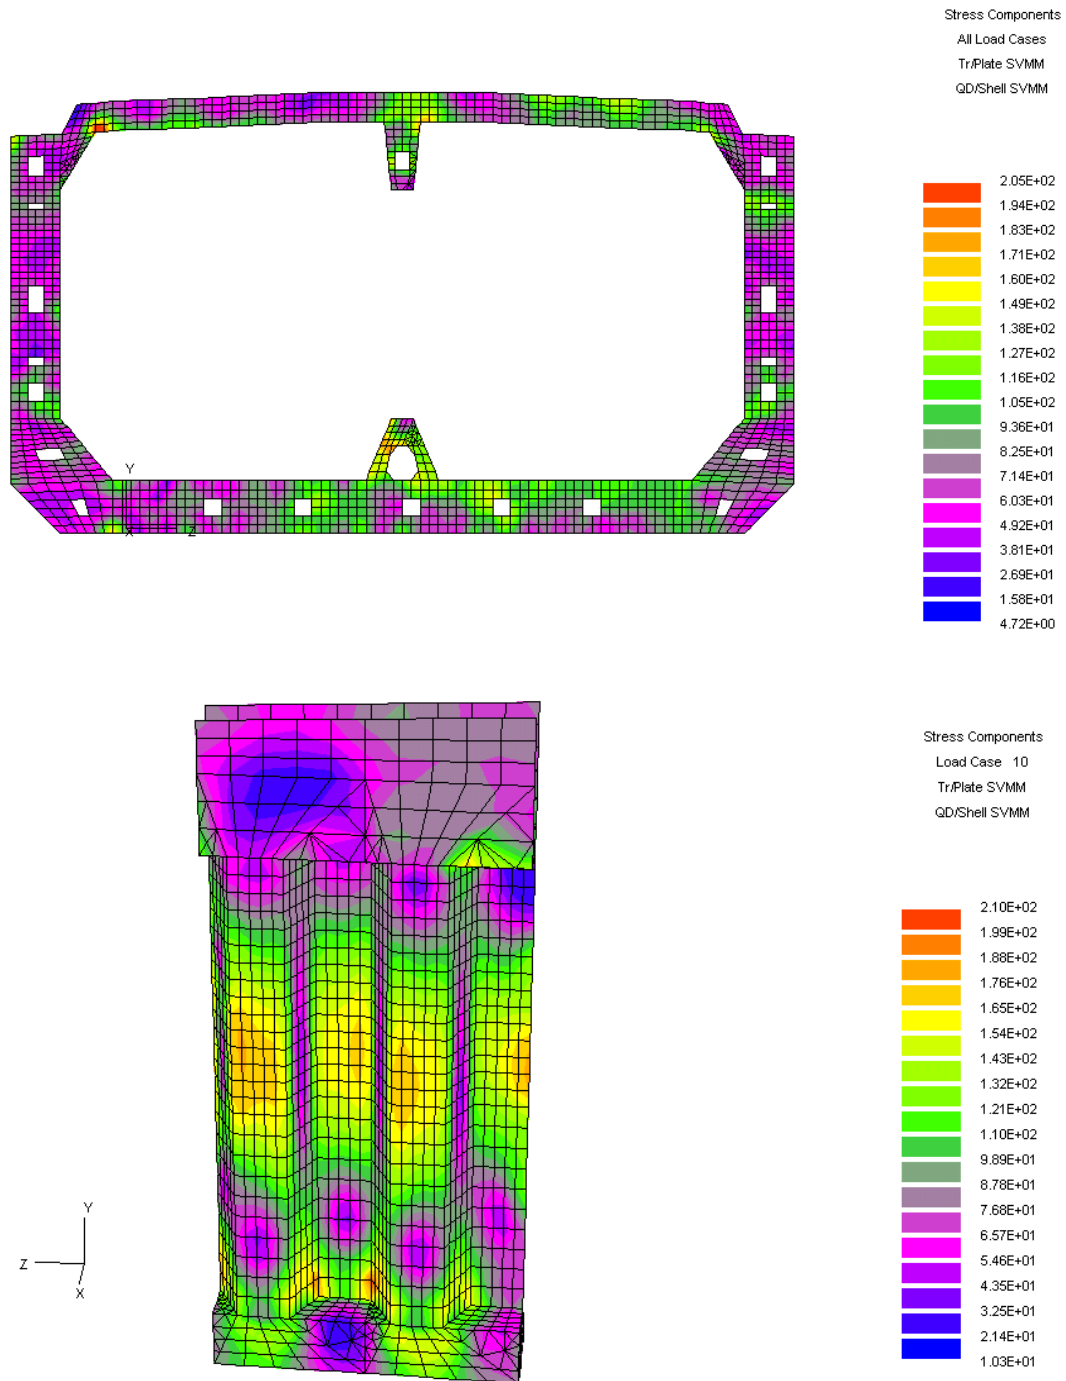 Stress Components
All Load Cases
Tr/Plate SVMM
QD/Shell SVMM
2.05E+02
1.94E+02
1.83E+02
1.71E+02
1.60E+02
1.49E+02
1.38E+02
1.27E+02
1.16E+02
1.05E+02
9.36E+01
8.25E+01
7.14E+01
6.03E+01
4.92E+01
3.81E+01
2.69E+01
1.58E+01
4.72E+00
Y
X
Z
Stress Components
Load Case 10
Tr/Plate SVMM
QD/Shell SVMM
2.10E+02
1.99E+02
1.88E+02
1.76E+02
1.65E+02
1.54E+02
1.43E+02
1.32E+02
1.21E+02
1.10E+02
9.89E+01
8.78E+01
7.68E+01
6.57E+01
5.46E+01
4.35E+01
3.25E+01
2.14E+01
1.03E+01
Y
Z
X